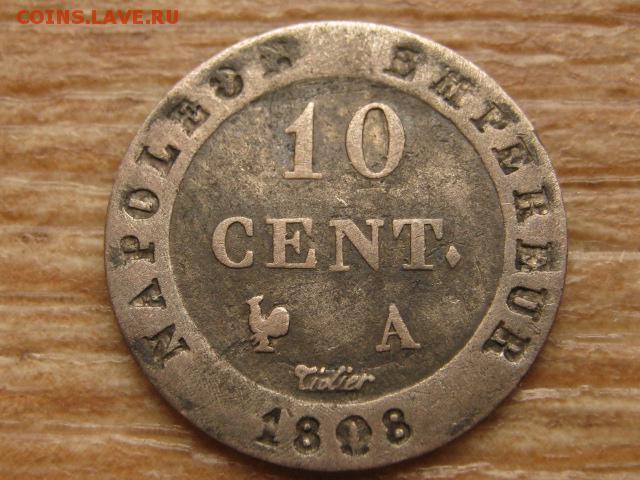 COINS.LAVE.RU
NAPOLEON EMPEREUR
10
CENT.
A
Tiolier
1808